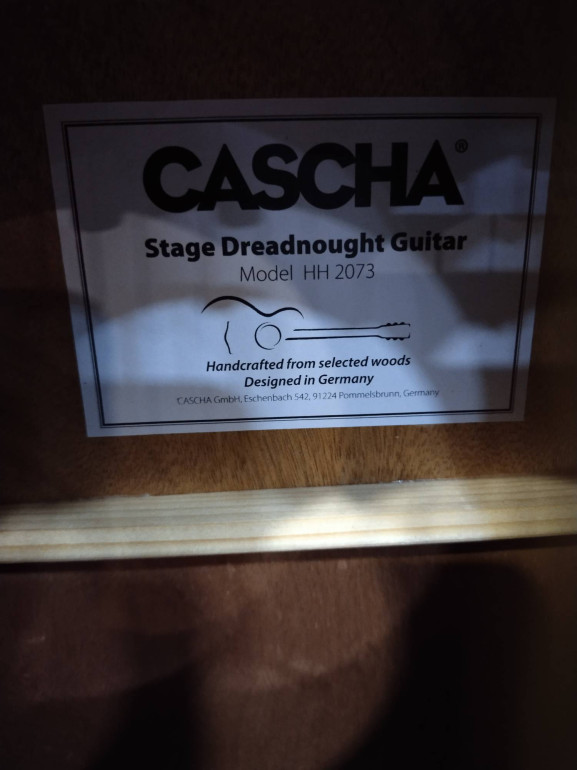 CASCHA®
Stage Dreadnought Guitar
Model HH 2073
Handcrafted from selected woods
Designed in Germany
CASCHA GmbH, Eschenbach 542, 91224 Pommelsbrunn, Germany